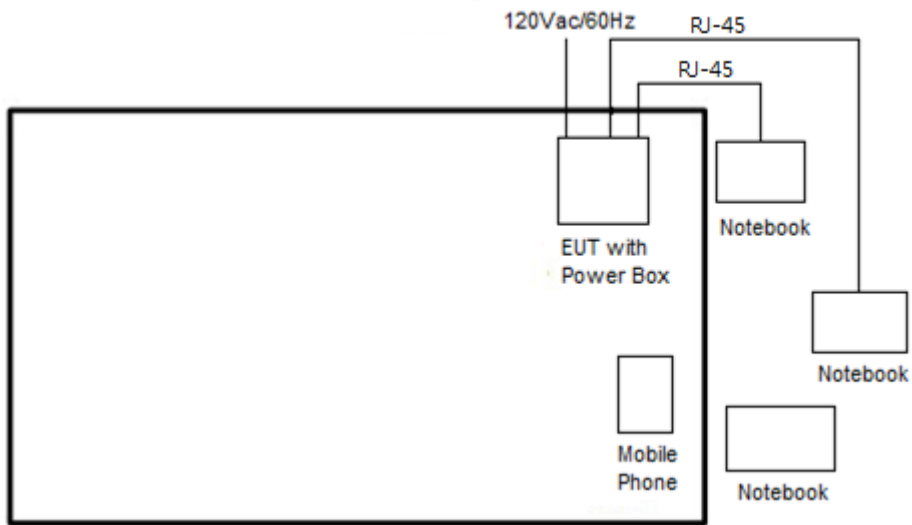 120Vac/60Hz
RJ-45
RJ-45
Notebook
EUT with
Power Box
Notebook
Mobile
Phone
Notebook